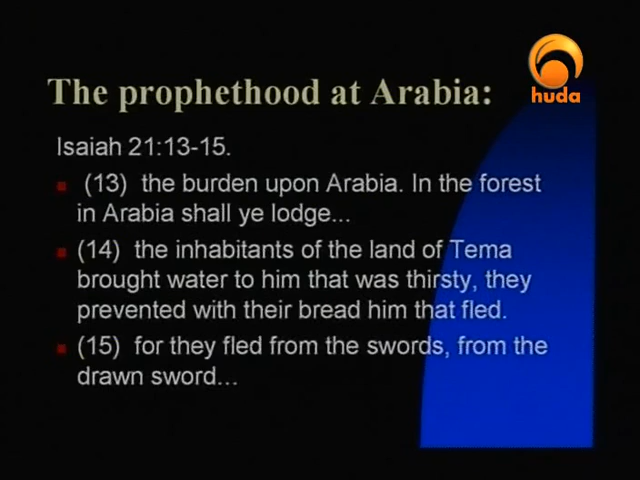 huda
The prophethood at Arabia:
Isaiah 21:13-15.
(13) the burden upon Arabia. In the forest
in Arabia shall ye lodge...
(14) the inhabitants of the land of Tema
brought water to him that was thirsty, they
prevented with their bread him that fled.
(15) for they fled from the swords, from the
drawn sword...